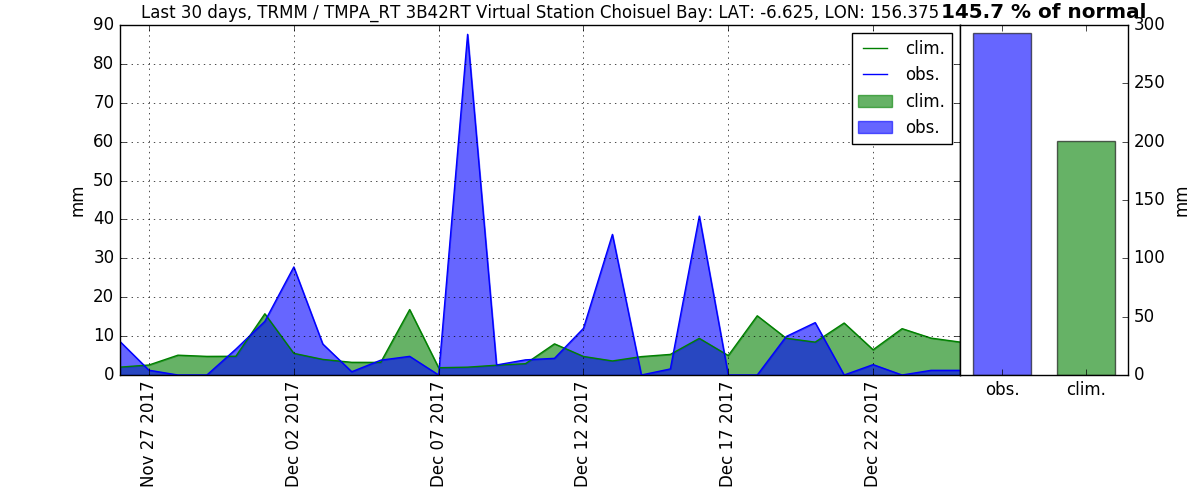 Last 30 days, TRMM / TMPA_RT 3B42RT Virtual Station Choisuel Bay: LAT: -6.625, LON: 156.375
145.7 % of normal
90
80
70
60
50
40
30
20
10
0
mm
clim.
obs.
clim.
obs.
Nov 27 2017
Dec 02 2017
Dec 07 2017
Dec 12 2017
Dec 17 2017
Dec 22 2017
300
250
200
150
100
50
0
mm
obs.
clim.